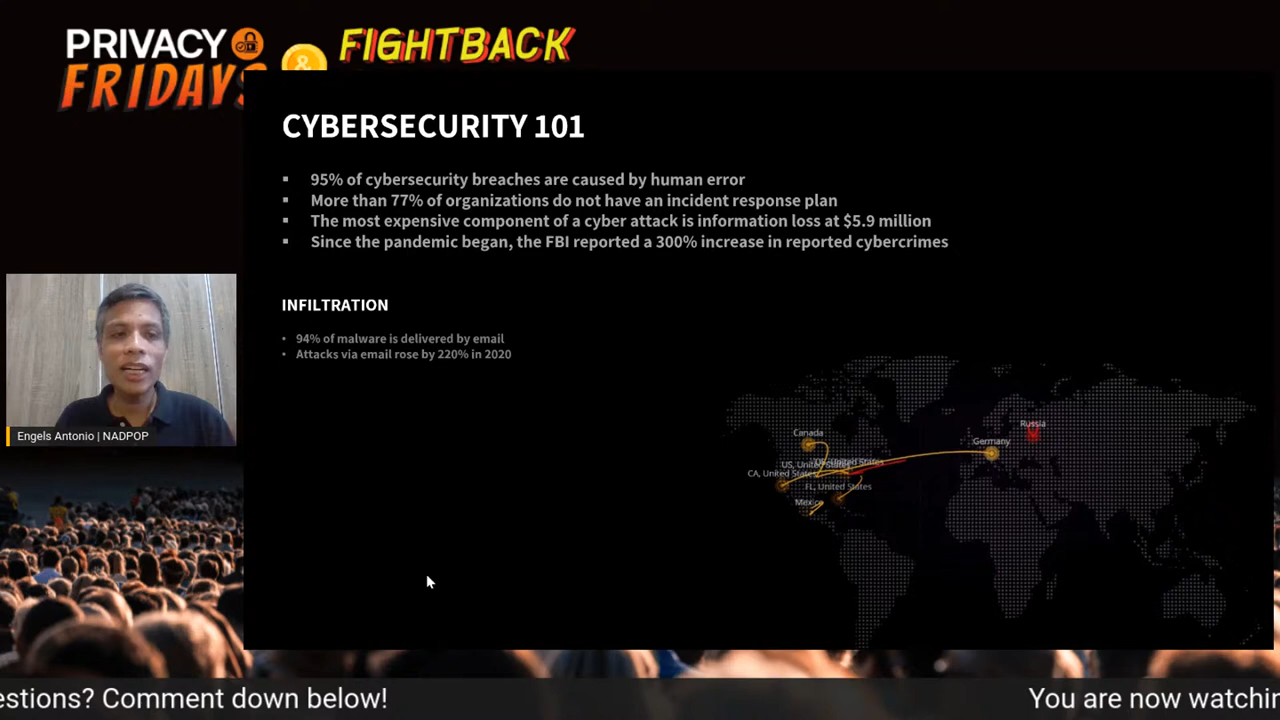 PRIVACY
FRIDAYS
&
FIGHTBACK
CYBERSECURITY 101
▪ 95% of cybersecurity breaches are caused by human error
▪ More than 77% of organizations do not have an incident response plan
▪ The most expensive component of a cyber attack is information loss at $5.9 million
▪ Since the pandemic began, the FBI reported a 300% increase in reported cybercrimes
INFILTRATION
• 94% of malware is delivered by email
• Attacks via email rose by 220% in 2020
Russia
Canada
Germany
US, United States
CA, United States
FL, United States
Mexico
Engels Antonio | NADPOP
estions? Comment down below!
You are now watchin